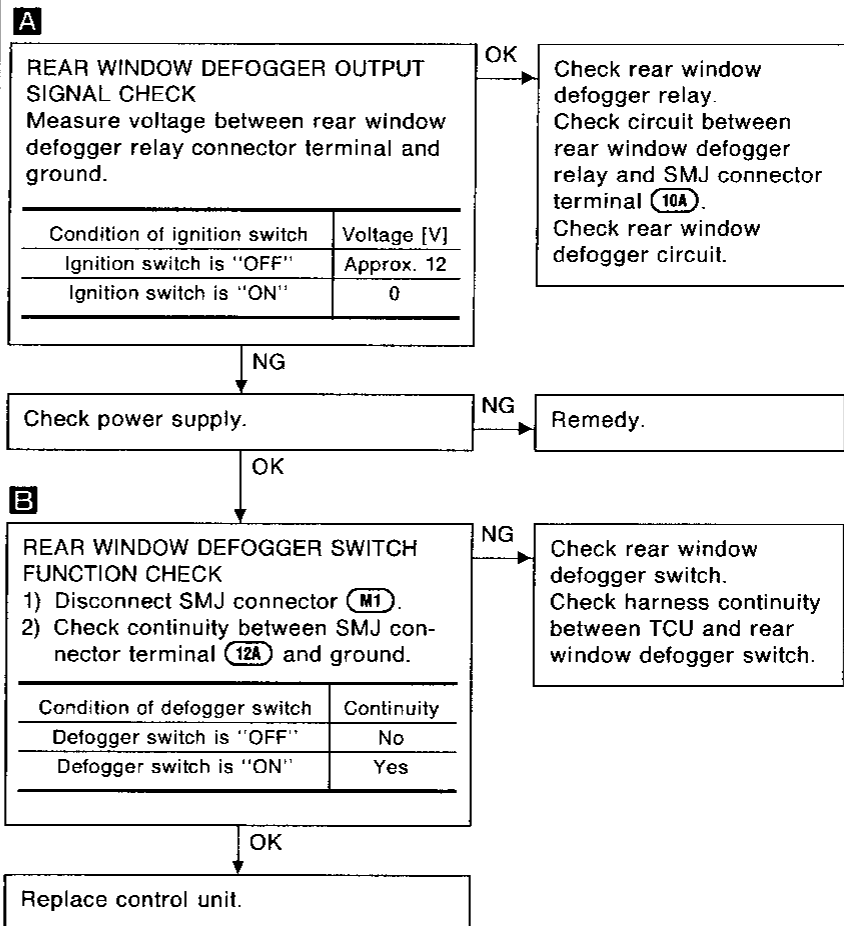 A
REAR WINDOW DEFOGGER OUTPUT
SIGNAL CHECK
Measure voltage between rear window
defogger relay connector terminal and
ground.
Condition of ignition switch Voltage [V]
Ignition switch is "OFF" Approx. 12
Ignition switch is "ON" 0
OK
Check rear window
defogger relay.
Check circuit between
rear window defogger
relay and SMJ connector
terminal 10A.
Check rear window
defogger circuit.
NG
Check power supply.
NG
Remedy.
OK
B
REAR WINDOW DEFOGGER SWITCH
FUNCTION CHECK
1) Disconnect SMJ connector M1.
2) Check continuity between SMJ con-
nector terminal 12A and ground.
Condition of defogger switch Continuity
Defogger switch is "OFF" No
Defogger switch is "ON" Yes
NG
Check rear window
defogger switch.
Check harness continuity
between TCU and rear
window defogger switch.
OK
Replace control unit.